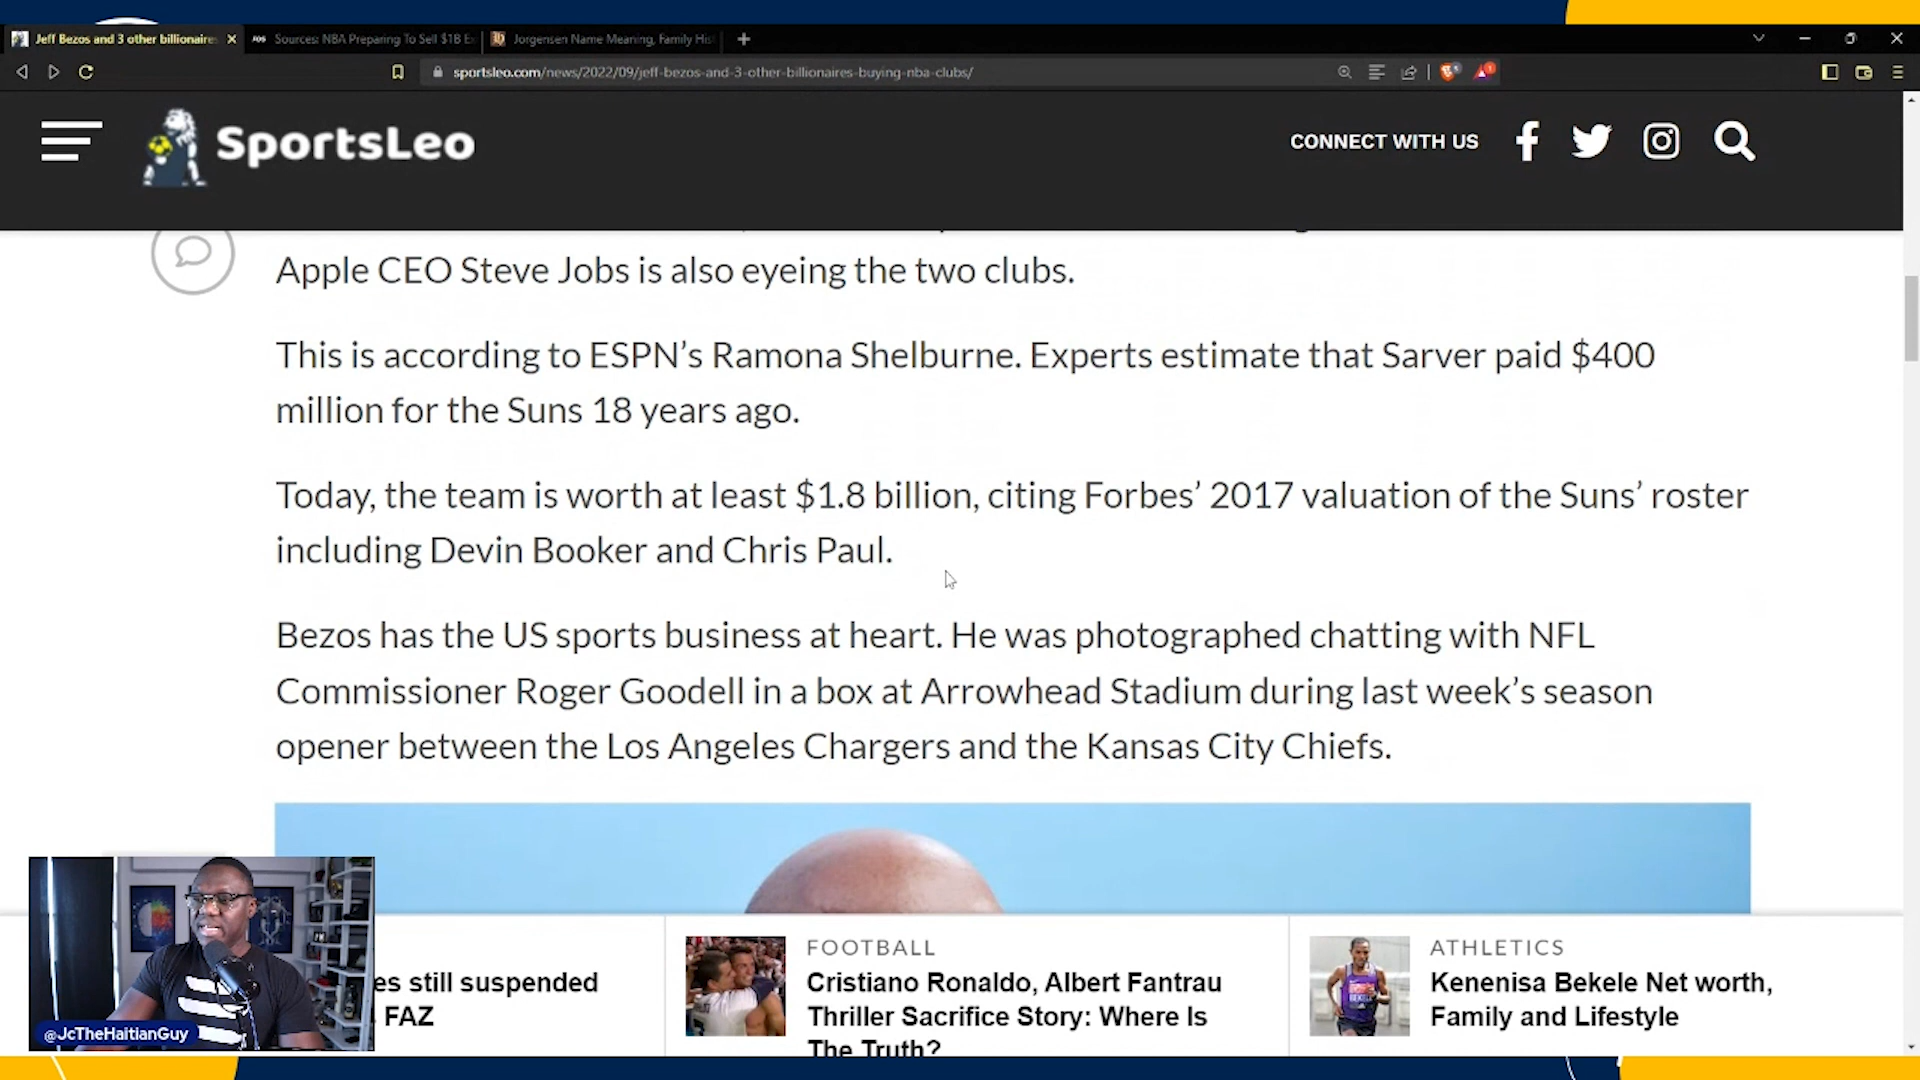 Jeff Bezos and 3 other billionaire
Sources: NBA Preparing To Sell $1B E
Jorgensen Name Meaning, Family His
sportsleo.com/news/2022/09/jeff-bezos-and-3-other-billionaires-buying-nba-clubs/
SportsLeo
CONNECT WITH US
Apple CEO Steve Jobs is also eyeing the two clubs.
This is according to ESPN’s Ramona Shelburne. Experts estimate that Sarver paid $400
million for the Suns 18 years ago.
Today, the team is worth at least $1.8 billion, citing Forbes’ 2017 valuation of the Suns’ roster
including Devin Booker and Chris Paul.
Bezos has the US sports business at heart. He was photographed chatting with NFL
Commissioner Roger Goodell in a box at Arrowhead Stadium during last week’s season
opener between the Los Angeles Chargers and the Kansas City Chiefs.
es still suspended
FAZ
@JcTheHaitianGuy
FOOTBALL
Cristiano Ronaldo, Albert Fantrau
Thriller Sacrifice Story: Where Is
The Truth?
ATHLETICS
Kenenisa Bekele Net worth,
Family and Lifestyle